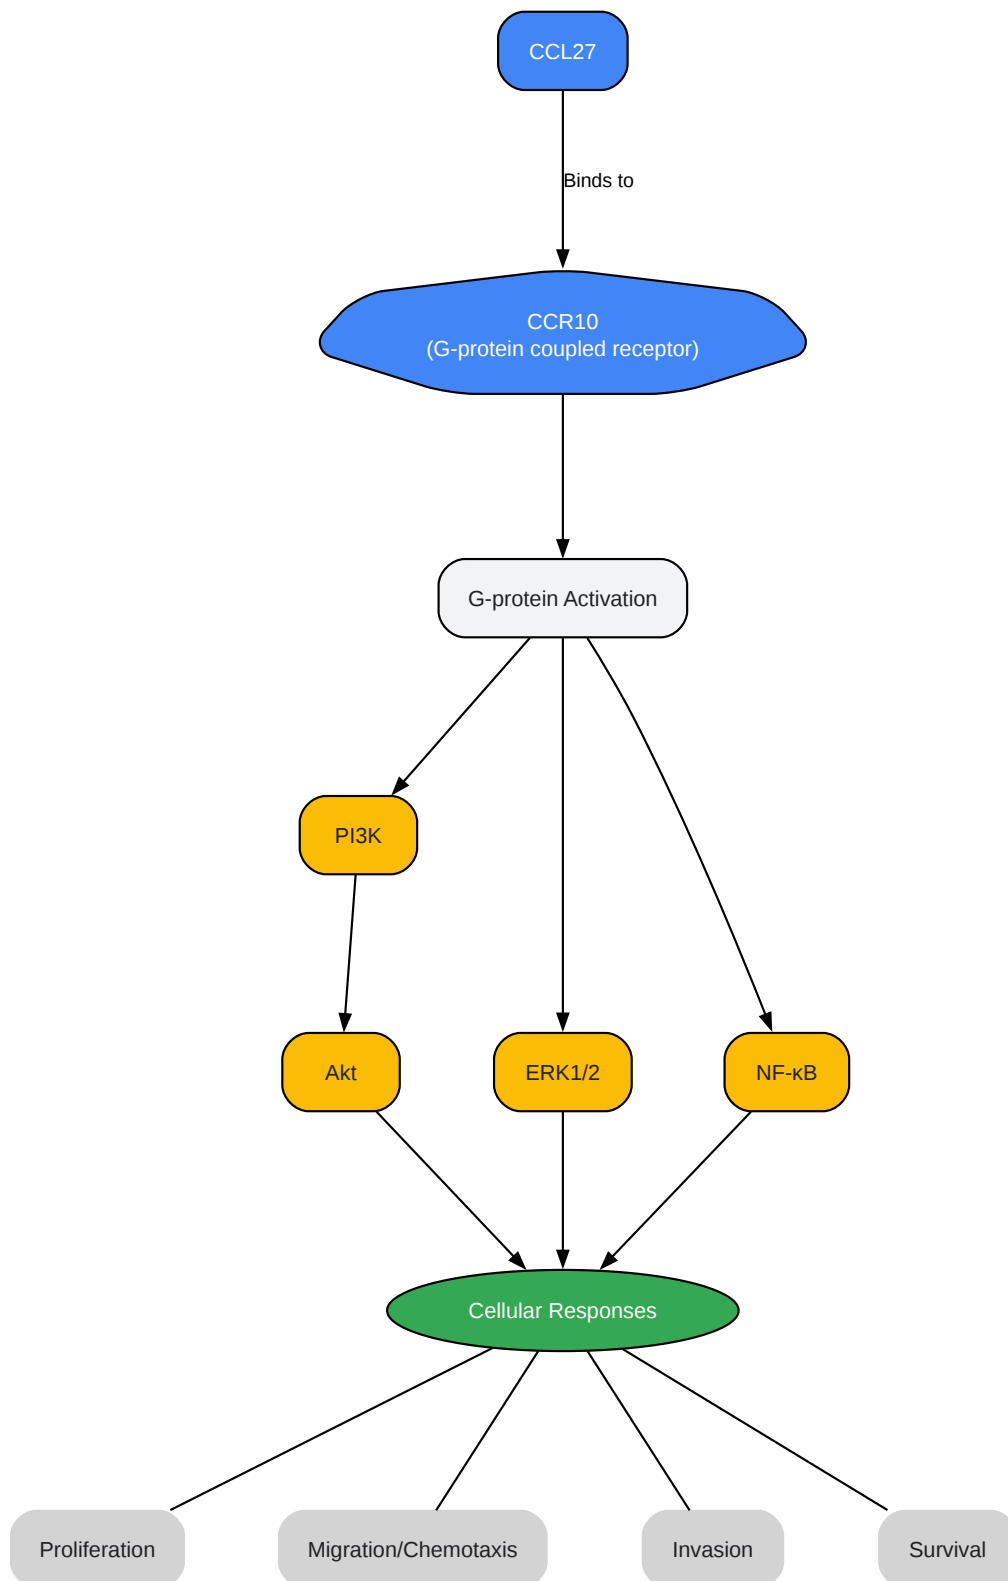 CCL27
Binds to
CCR10
(G-protein coupled receptor)
G-protein Activation
PI3K
Akt
ERK1/2
NF-κB
Cellular Responses
Proliferation
Migration/Chemotaxis
Invasion
Survival